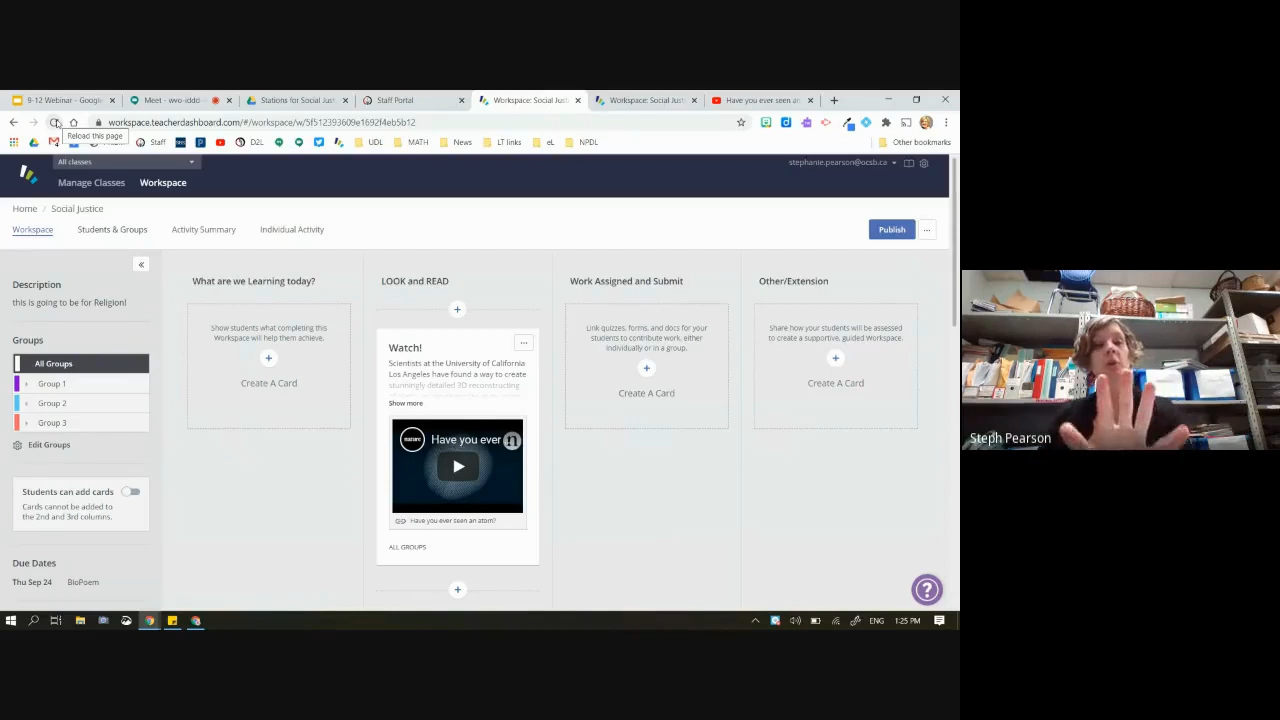 9-12 Webinar - Google
Meet - wvo-iddd
Stations for Social Just
Staff Portal
Workspace: Social Just
Workspace: Social Just
Have you ever seen an
workspace.teacherdashboard.com/#/workspace/w/5f512393609e1692f4eb5b12
Reload this page
Staff
D2L
UDL
MATH
News
LT links
eL
NPDL
Other bookmarks
All classes
stephanie.pearson@ocsb.ca
Manage Classes
Workspace
Home / Social Justice
Workspace
Students & Groups
Activity Summary
Individual Activity
Publish
Description
this is going to be for Religion!
Groups
All Groups
Group 1
Group 2
Group 3
Edit Groups
Students can add cards
Cards cannot be added to
the 2nd and 3rd columns.
Due Dates
Thu Sep 24 BioPoem
What are we Learning today?
Show students what completing this
Workspace will help them achieve.
Create A Card
LOOK and READ
Watch!
Scientists at the University of California
Los Angeles have found a way to create
stunningly detailed 3D reconstructing
Show more
nature
Have you ever
Have you ever seen an atom?
ALL GROUPS
Work Assigned and Submit
Link quizzes, forms, and docs for your
students to contribute work, either
individually or in a group.
Create A Card
Other/Extension
Share how your students will be assessed
to create a supportive, guided Workspace.
Create A Card
ENG
1:25 PM
Steph Pearson